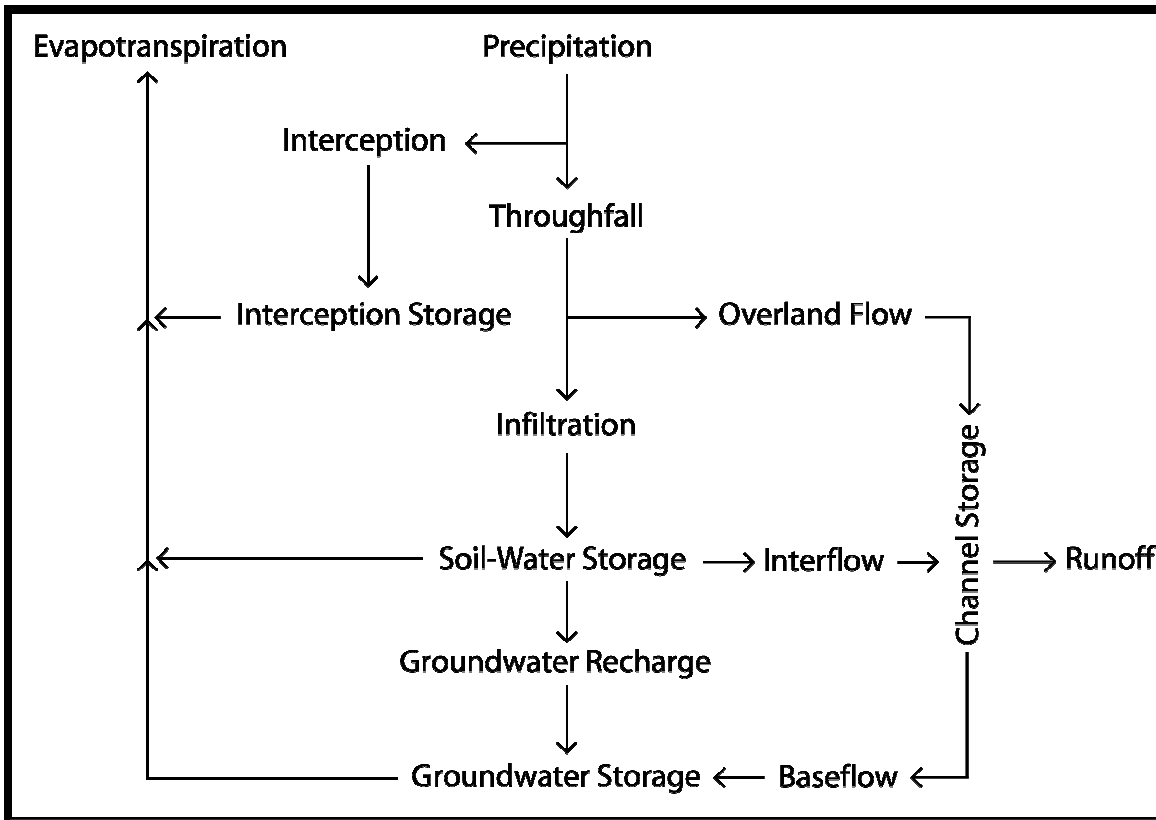 Evapotranspiration
Precipitation
Interception
Throughfall
Interception Storage
Overland Flow
Infiltration
Channel Storage
Soil-Water Storage
Interflow
Runoff
Groundwater Recharge
Groundwater Storage
Baseflow